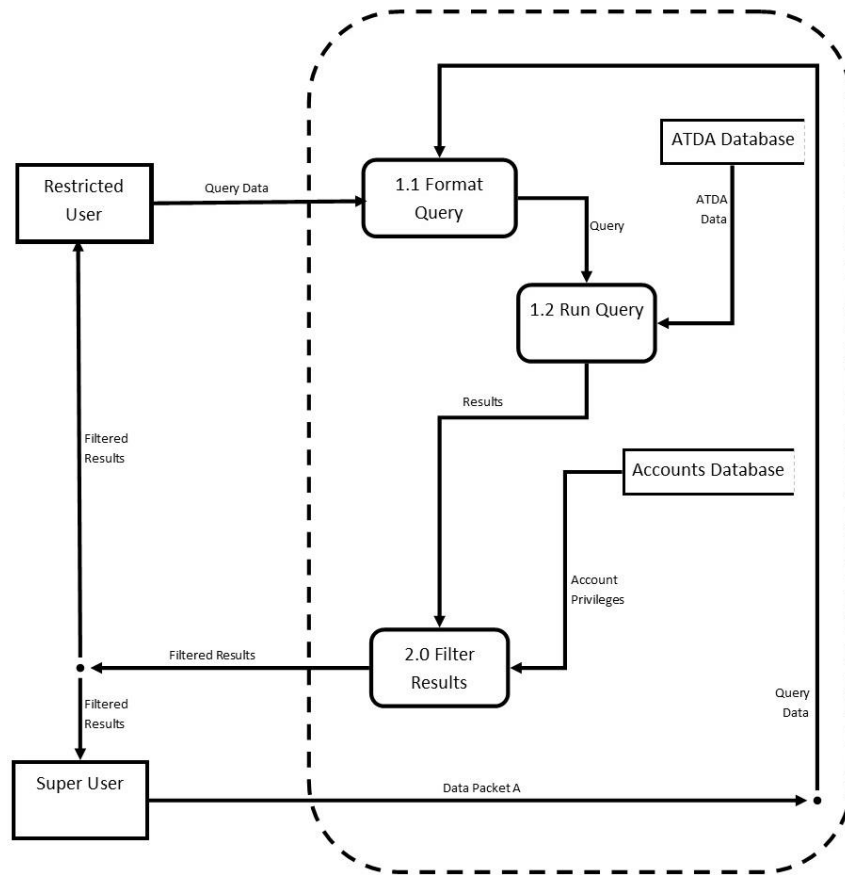 ATDA Database
Restricted
User
Query Data
1.1 Format
Query
ATDA
Data
Query
1.2 Run Query
Results
Filtered
Results
Accounts Database
Account
Privileges
Filtered Results
2.0 Filter
Results
Filtered
Results
Query
Data
Super User
Data Packet A